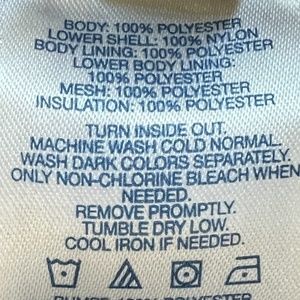 BODY: 100% POLYESTER
LOWER SHELL: 100% NYLON
BODY LINING: 100% POLYESTER
LOWER BODY LINING:
100% POLYESTER
MESH: 100% POLYESTER
INSULATION: 100% POLYESTER
TURN INSIDE OUT.
MACHINE WASH COLD NORMAL.
WASH DARK COLORS SEPARATELY.
ONLY NON-CHLORINE BLEACH WHEN
NEEDED.
REMOVE PROMPTLY.
TUMBLE DRY LOW.
COOL IRON IF NEEDED.